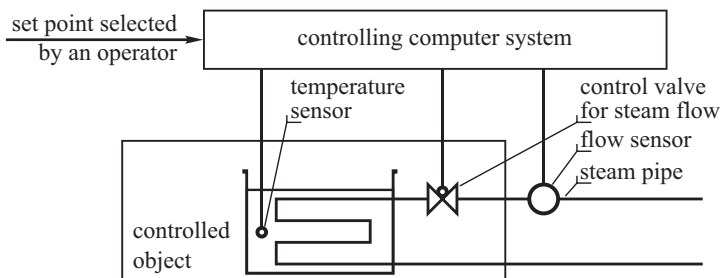 set point selected
by an operator
controlling computer system
temperature
sensor
control valve
for steam flow
flow sensor
steam pipe
controlled
object